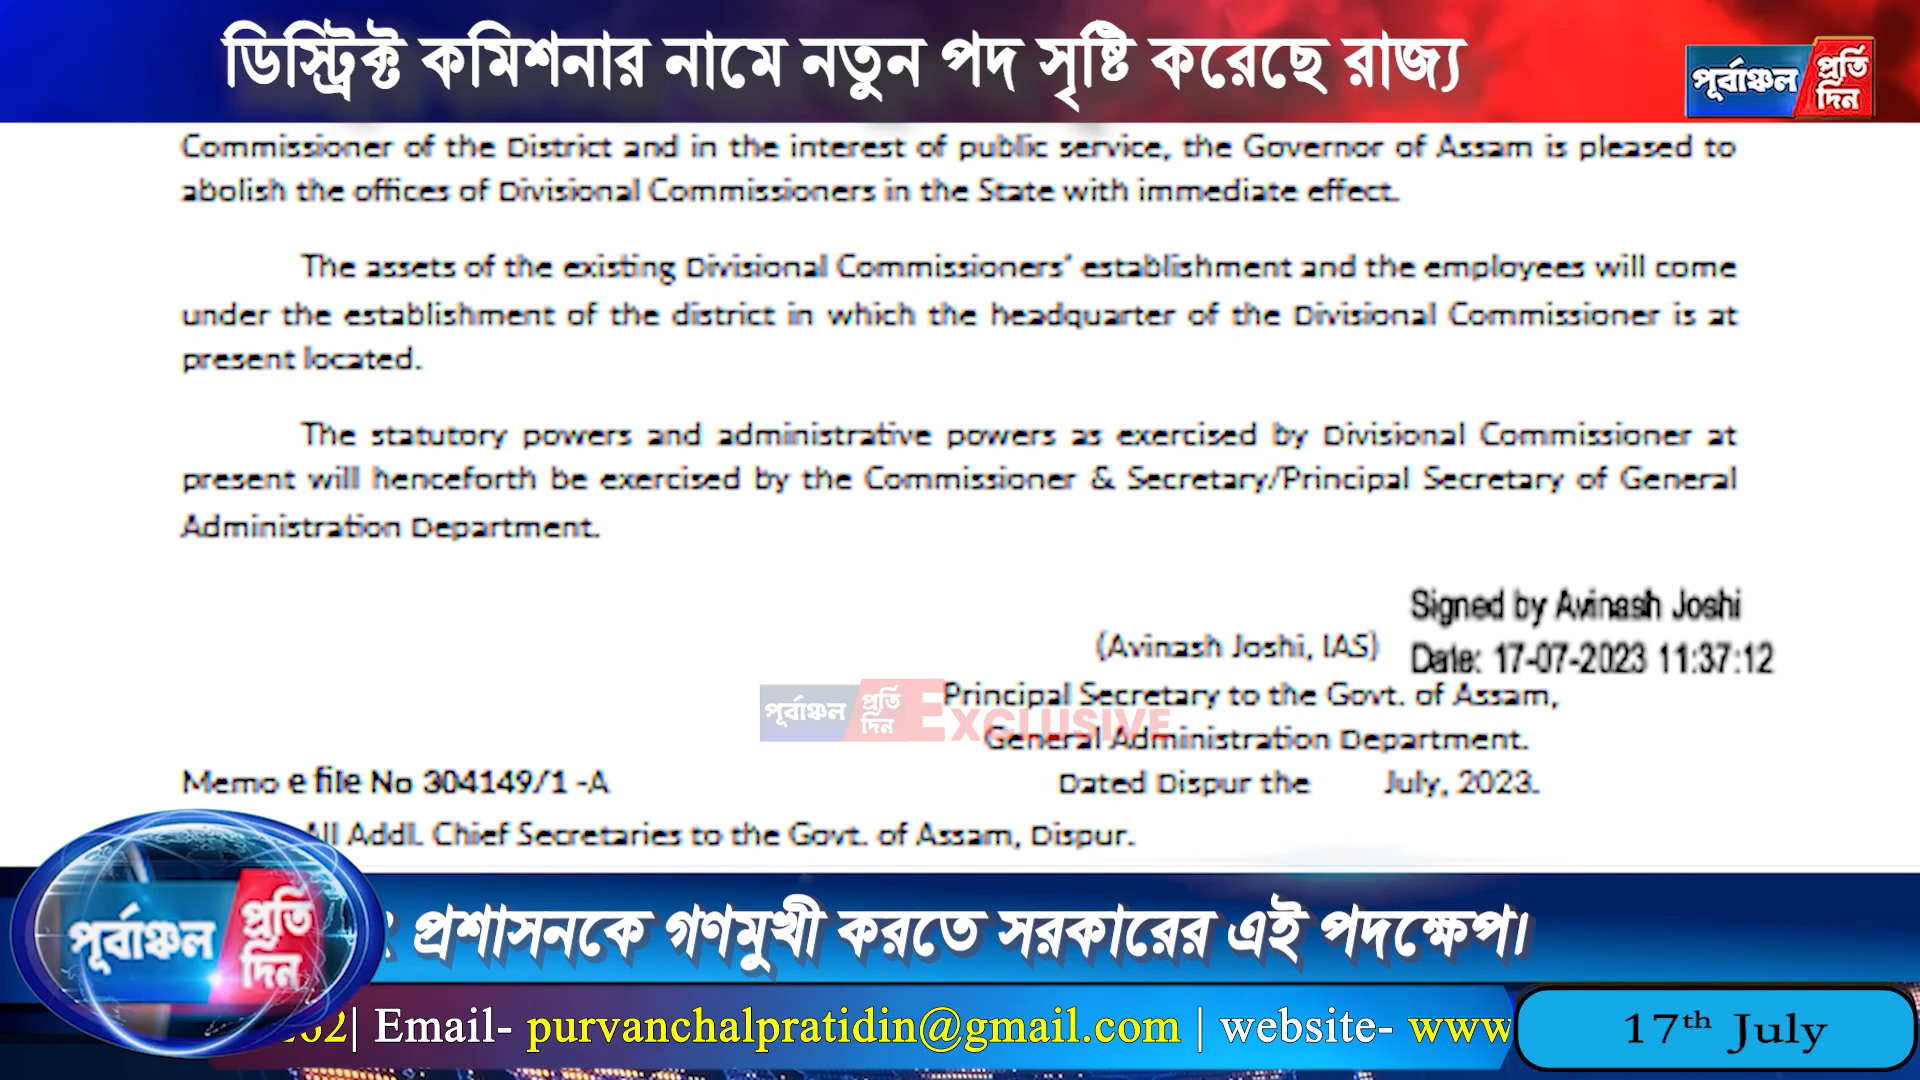 ডিস্ট্রিক্ট কমিশনার নামে নতুন পদ সৃষ্টি করেছে রাজ্য
পূর্বাঞ্চল প্রতি দিন
Commissioner of the District and in the interest of public service, the Governor of Assam is pleased to
abolish the offices of Divisional Commissioners in the State with immediate effect.
The assets of the existing Divisional Commissioners' establishment and the employees will come
under the establishment of the district in which the headquarter of the Divisional Commissioner is at
present located.
The statutory powers and administrative powers as exercised by Divisional Commissioner at
present will henceforth be exercised by the Commissioner & Secretary/Principal Secretary of General
Administration Department.
Signed by Avinash Joshi
(Avinash Joshi, IAS)
Date: 17-07-2023 11:37:12
Principal Secretary to the Govt. of Assam,
পূর্বাঞ্চল প্রতি দিন EXCLUSIVE
General Administration Department.
Memo e file No 304149/1 -A
Dated Dispur the July, 2023.
All Addl. Chief Secretaries to the Govt. of Assam, Dispur.
পূর্বাঞ্চল প্রতি দিন
প্রশাসনকে গণমুখী করতে সরকারের এই পদক্ষেপ।
| Email- purvanchalpratidin@gmail.com | website- www
17th July